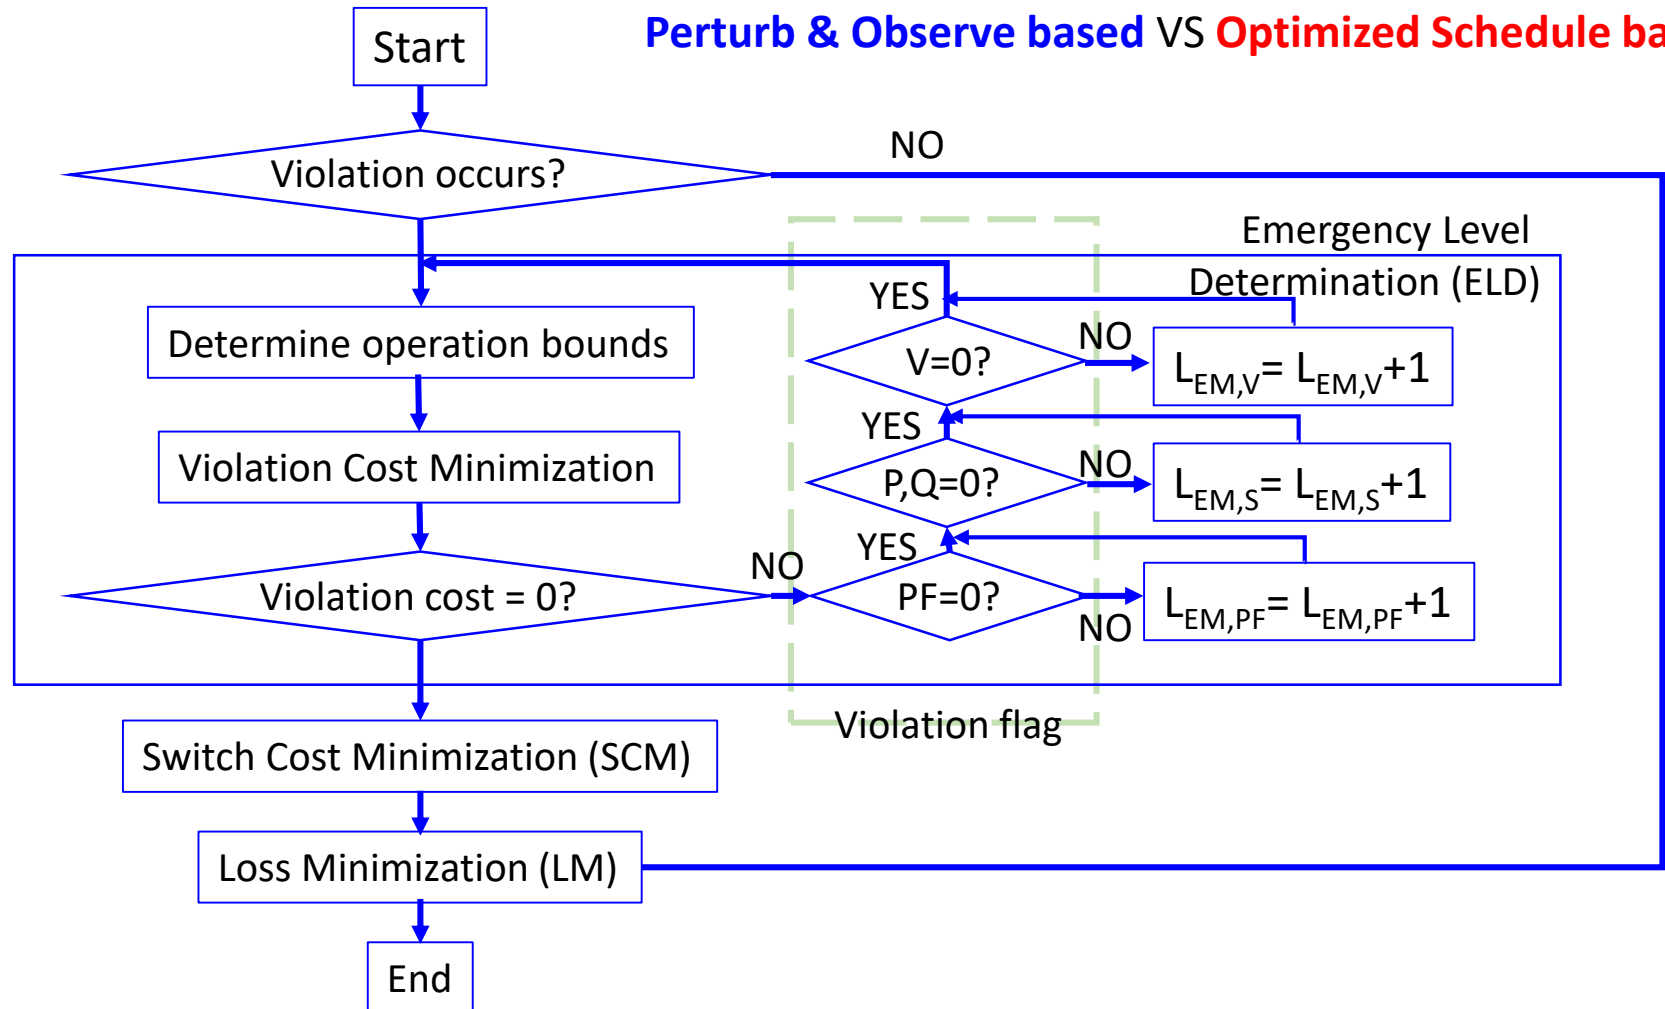 Perturb & Observe based VS Optimized Schedule ba
Start
NO
Violation occurs?
Emergency Level
Determination (ELD)
YES
NO
Determine operation bounds
V=0?
L_EM,V= L_EM,V+1
YES
Violation Cost Minimization
P,Q=0?
NO
L_EM,S= L_EM,S+1
YES
NO
Violation cost = 0?
PF=0?
NO
L_EM,PF= L_EM,PF+1
Violation flag
Switch Cost Minimization (SCM)
Loss Minimization (LM)
End